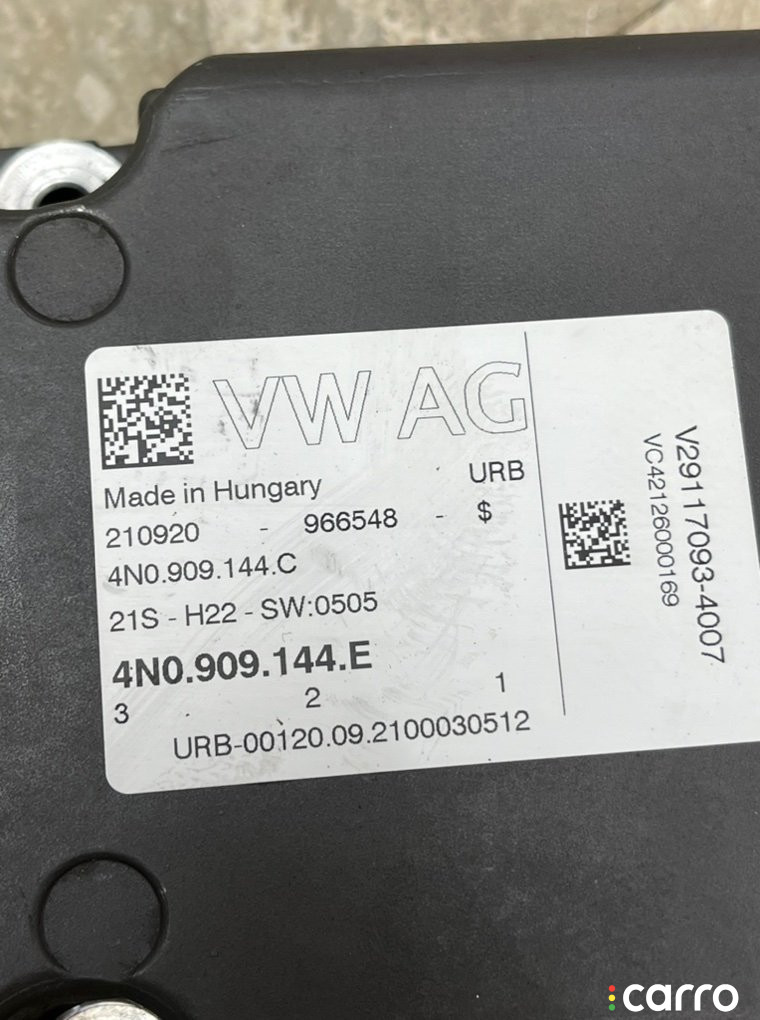 VW AG
Made in Hungary URB
210920 - 966548 - $
4N0.909.144.C
21S - H22 - SW:0505
4N0.909.144.E
3 2 1
URB-00120.09.2100030512
V29117093-4007
VC42126000169
carro